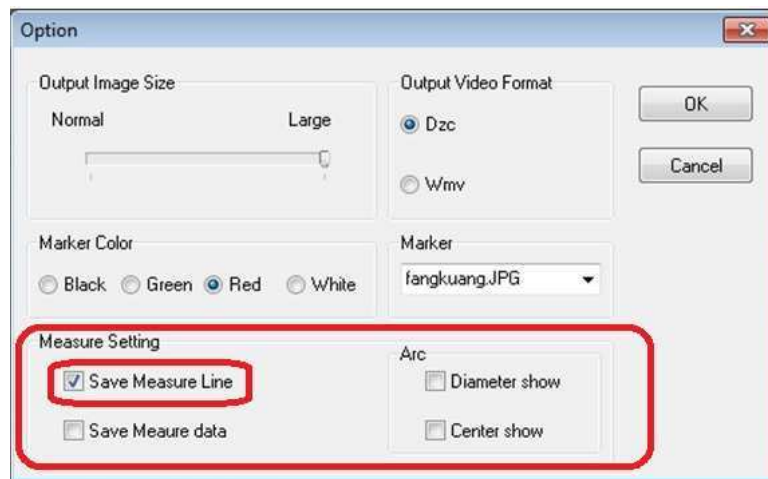 Option
Output Image Size
Normal Large
Output Video Format
Dzc
Wmv
OK
Cancel
Marker Color
Black Green Red White
Marker
fangkuang.JPG
Measure Setting
Save Measure Line
Save Meaure data
Arc
Diameter show
Center show